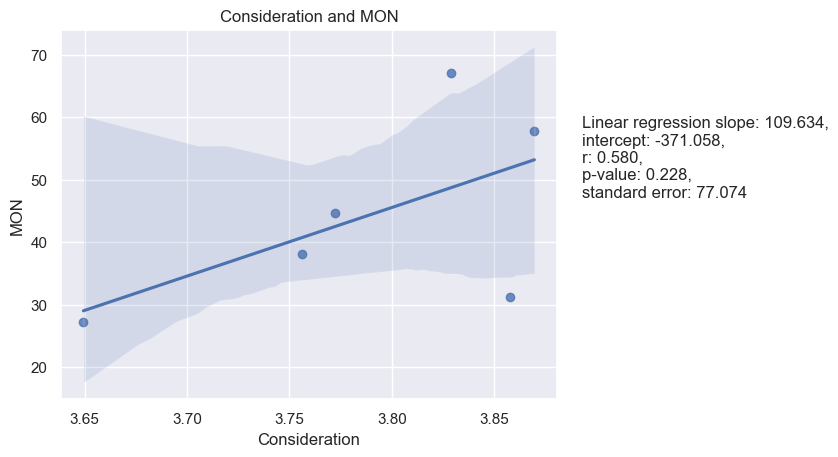 Consideration and MON
70
60
50
40
30
20
MON
3.65
3.70
3.75
3.80
3.85
Consideration
Linear regression slope: 109.634,
intercept: -371.058,
r: 0.580,
p-value: 0.228,
standard error: 77.074